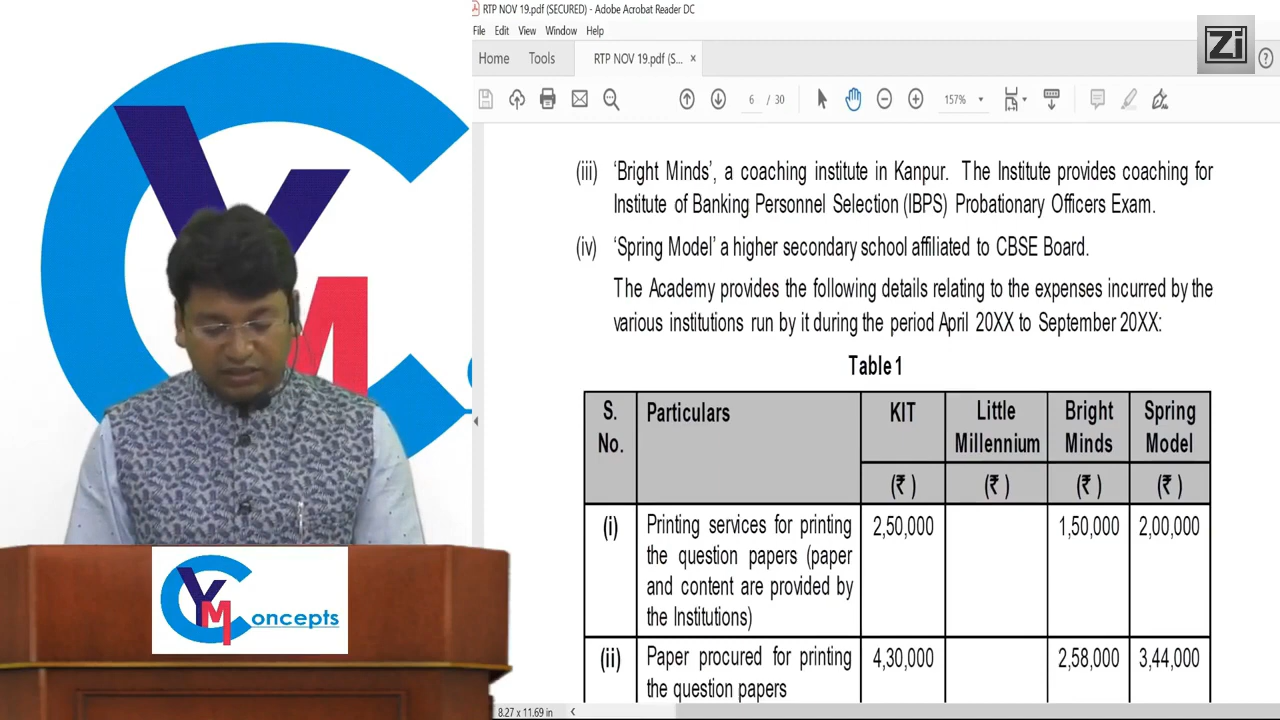 RTP NOV 19.pdf (SECURED) - Adobe Acrobat Reader DC
File Edit View Window Help
Home Tools RTP NOV 19.pdf (S... ×
Zi
?
6 / 30 157%
(iii) 'Bright Minds', a coaching institute in Kanpur. The Institute provides coaching for
Institute of Banking Personnel Selection (IBPS) Probationary Officers Exam.
(iv) 'Spring Model' a higher secondary school affiliated to CBSE Board.
The Academy provides the following details relating to the expenses incurred by the
various institutions run by it during the period April 20XX to September 20XX:
Table 1
S. No. Particulars KIT Little Millennium Bright Minds Spring Model
(₹ ) (₹ ) (₹ ) (₹ )
(i) Printing services for printing 2,50,000 1,50,000 2,00,000
the question papers (paper
and content are provided by
the Institutions)
(ii) Paper procured for printing 4,30,000 2,58,000 3,44,000
the question papers
8.27 x 11.69 in
YM
CYM
oncepts